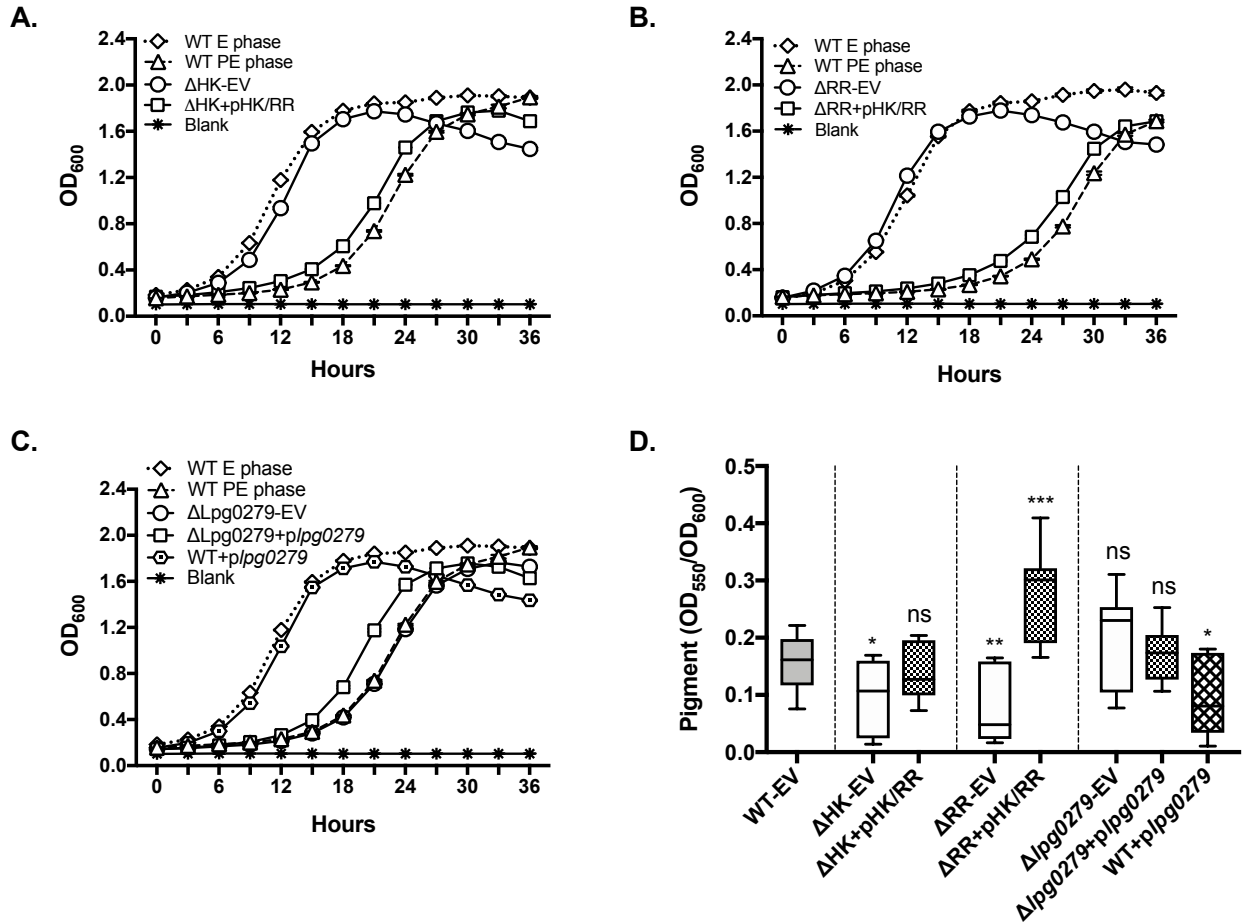 A.
WT E phase
WT PE phase
ΔHK-EV
ΔHK+pHK/RR
Blank
2.4
2.0
1.6
1.2
0.8
0.4
0.0
OD600
0 6 12 18 24 30 36
Hours
B.
WT E phase
WT PE phase
ΔRR-EV
ΔRR+pHK/RR
Blank
2.4
2.0
1.6
1.2
0.8
0.4
0.0
OD600
0 6 12 18 24 30 36
Hours
C.
WT E phase
WT PE phase
ΔLpg0279-EV
ΔLpg0279+plpg0279
WT+plpg0279
Blank
2.4
2.0
1.6
1.2
0.8
0.4
0.0
OD600
0 6 12 18 24 30 36
Hours
D.
0.5
0.4
0.3
0.2
0.1
0.0
Pigment (OD550/OD600)
* ns ** *** ns ns *
WT-EV
ΔHK-EV
ΔHK+pHK/RR
ΔRR-EV
ΔRR+pHK/RR
Δlpg0279-EV
Δlpg0279+plpg0279
WT+plpg0279